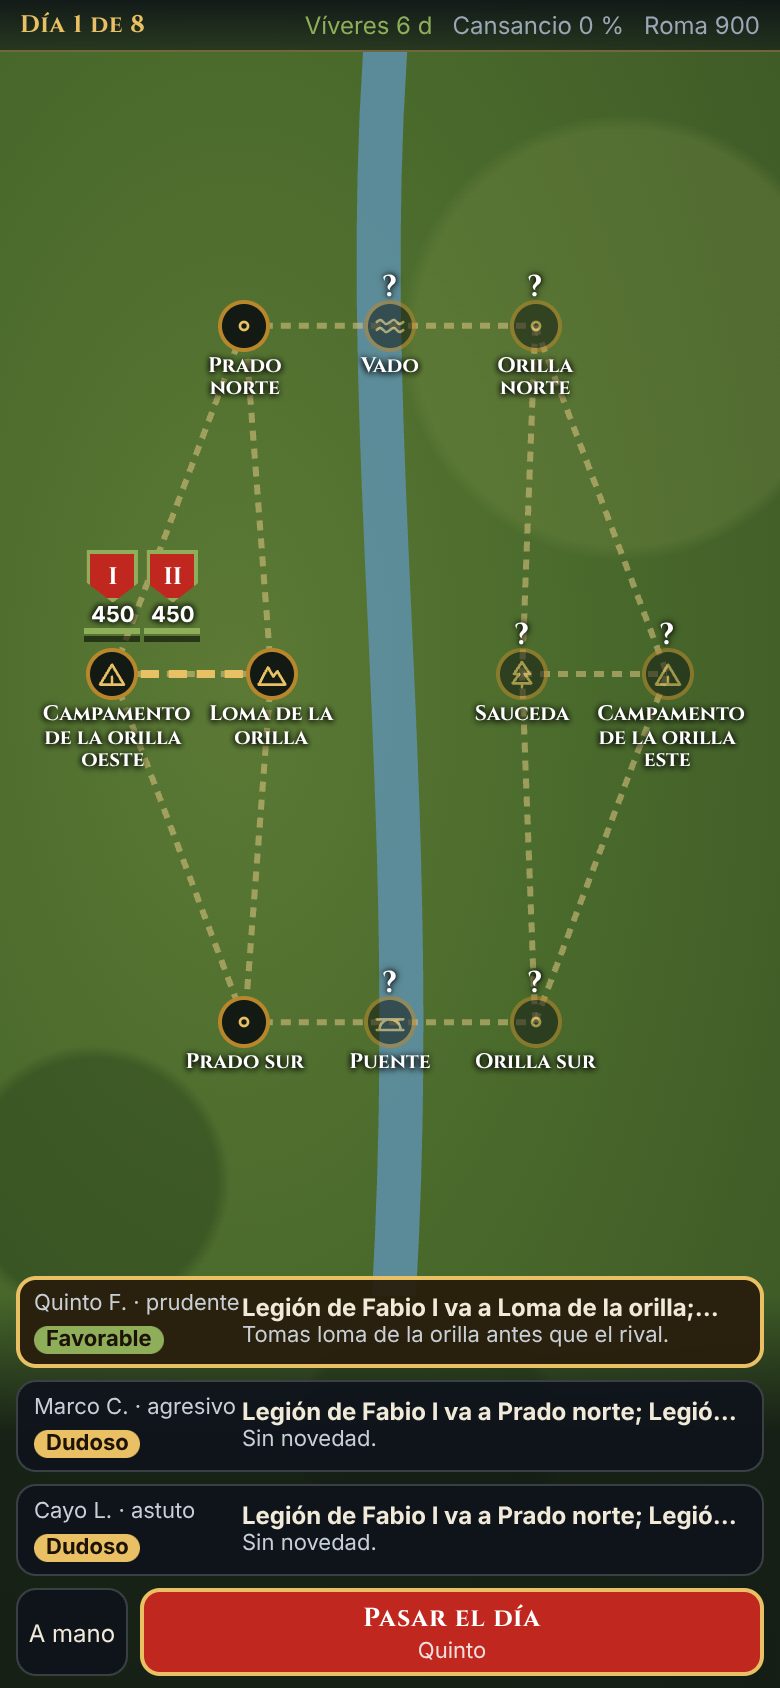 DÍA 1 DE 8
Víveres 6 d Cansancio 0 % Roma 900
?
?
PRADO
NORTE
VADO
ORILLA
NORTE
I II
450 450
?
?
CAMPAMENTO
DE LA ORILLA
OESTE
LOMA DE LA
ORILLA
SAUCEDA
CAMPAMENTO
DE LA ORILLA
ESTE
?
?
PRADO SUR
PUENTE
ORILLA SUR
Quinto F. · prudente
Favorable
Legión de Fabio I va a Loma de la orilla;...
Tomas loma de la orilla antes que el rival.
Marco C. · agresivo
Dudoso
Legión de Fabio I va a Prado norte; Legió...
Sin novedad.
Cayo L. · astuto
Dudoso
Legión de Fabio I va a Prado norte; Legió...
Sin novedad.
A mano
PASAR EL DÍA
Quinto